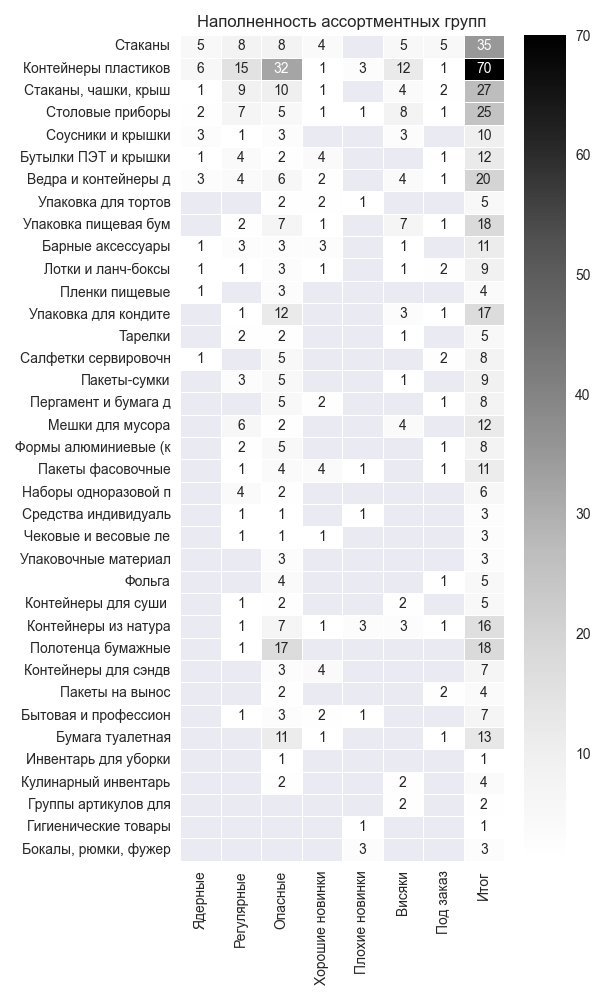 Наполненность ассортментных групп
Стаканы 5 8 8 4 5 5 35
Контейнеры пластиков 6 15 32 1 3 12 1 70
Стаканы, чашки, крыш 1 9 10 1 4 2 27
Столовые приборы 2 7 5 1 1 8 1 25
Соусники и крышки 3 1 3 3 10
Бутылки ПЭТ и крышки 1 4 2 4 1 12
Ведра и контейнеры д 3 4 6 2 4 1 20
Упаковка для тортов 2 2 1 5
Упаковка пищевая бум 2 7 1 7 1 18
Барные аксессуары 1 3 3 3 1 11
Лотки и ланч-боксы 1 1 3 1 1 2 9
Пленки пищевые 1 3 4
Упаковка для кондите 1 12 3 1 17
Тарелки 2 2 1 5
Салфетки сервировочн 1 5 2 8
Пакеты-сумки 3 5 1 9
Пергамент и бумага д 5 2 1 8
Мешки для мусора 6 2 4 12
Формы алюминиевые (к 2 5 1 8
Пакеты фасовочные 1 4 4 1 1 11
Наборы одноразовой п 4 2 6
Средства индивидуаль 1 1 1 3
Чековые и весовые ле 1 1 1 3
Упаковочные материал 3 3
Фольга 4 1 5
Контейнеры для суши 1 2 2 5
Контейнеры из натура 1 7 1 3 3 1 16
Полотенца бумажные 1 17 18
Контейнеры для сэндв 3 4 7
Пакеты на вынос 2 2 4
Бытовая и профессион 1 3 2 1 7
Бумага туалетная 11 1 1 13
Инвентарь для уборки 1 1
Кулинарный инвентарь 2 2 4
Группы артикулов для 2 2
Гигиенические товары 1 1
Бокалы, рюмки, фужер 3 3
Ядерные
Регулярные
Опасные
Хорошие новинки
Плохие новинки
Висяки
Под заказ
Итог
70
60
50
40
30
20
10